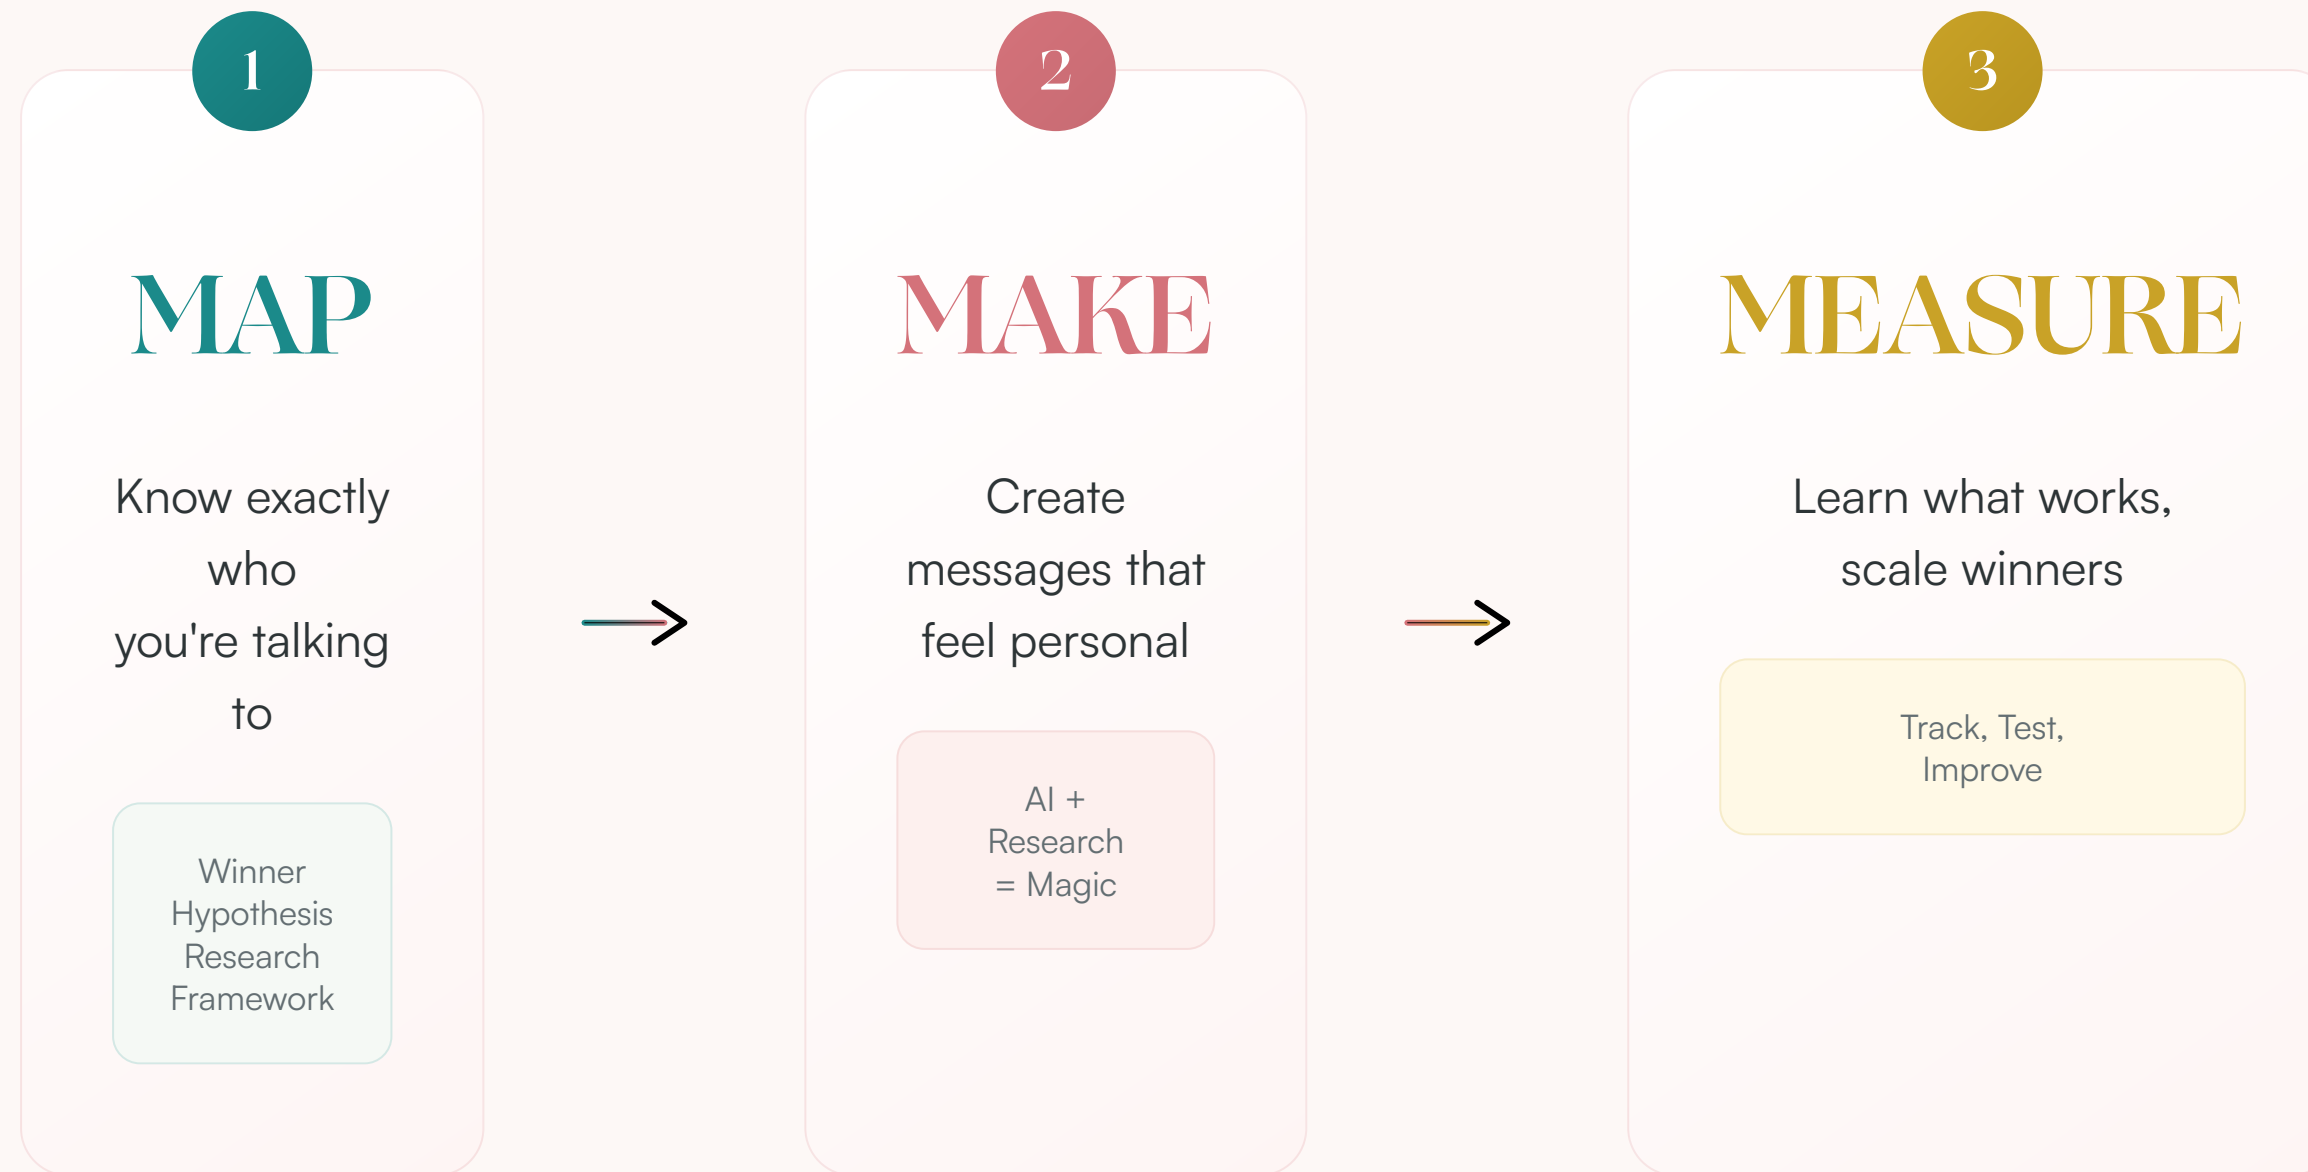 1
MAP
Know exactly
who
you're talking
to
Winner
Hypothesis
Research
Framework
2
MAKE
Create
messages that
feel personal
AI +
Research
= Magic
3
MEASURE
Learn what works,
scale winners
Track, Test,
Improve